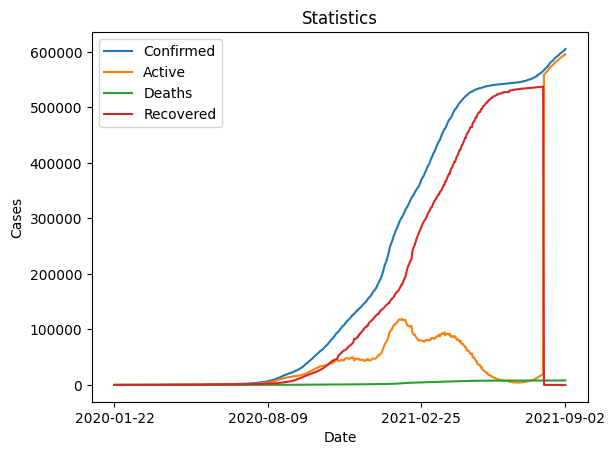 Statistics
Confirmed
Active
Deaths
Recovered
Cases
600000
500000
400000
300000
200000
100000
0
2020-01-22 2020-08-09 2021-02-25 2021-09-02
Date